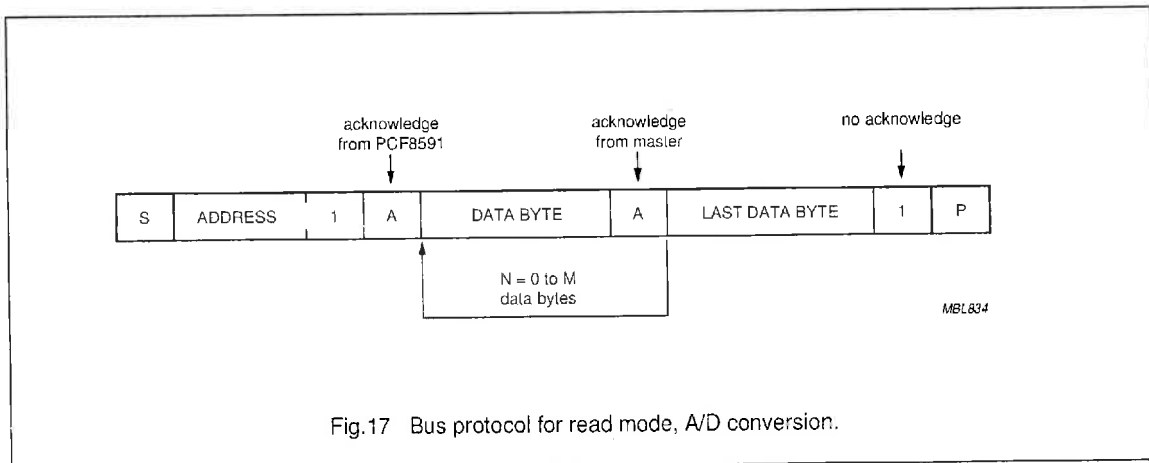 acknowledge
from PCF8591
acknowledge
from master
no acknowledge
S ADDRESS 1 A DATA BYTE A LAST DATA BYTE 1 P
N = 0 to M
data bytes
MBL834
Fig.17 Bus protocol for read mode, A/D conversion.